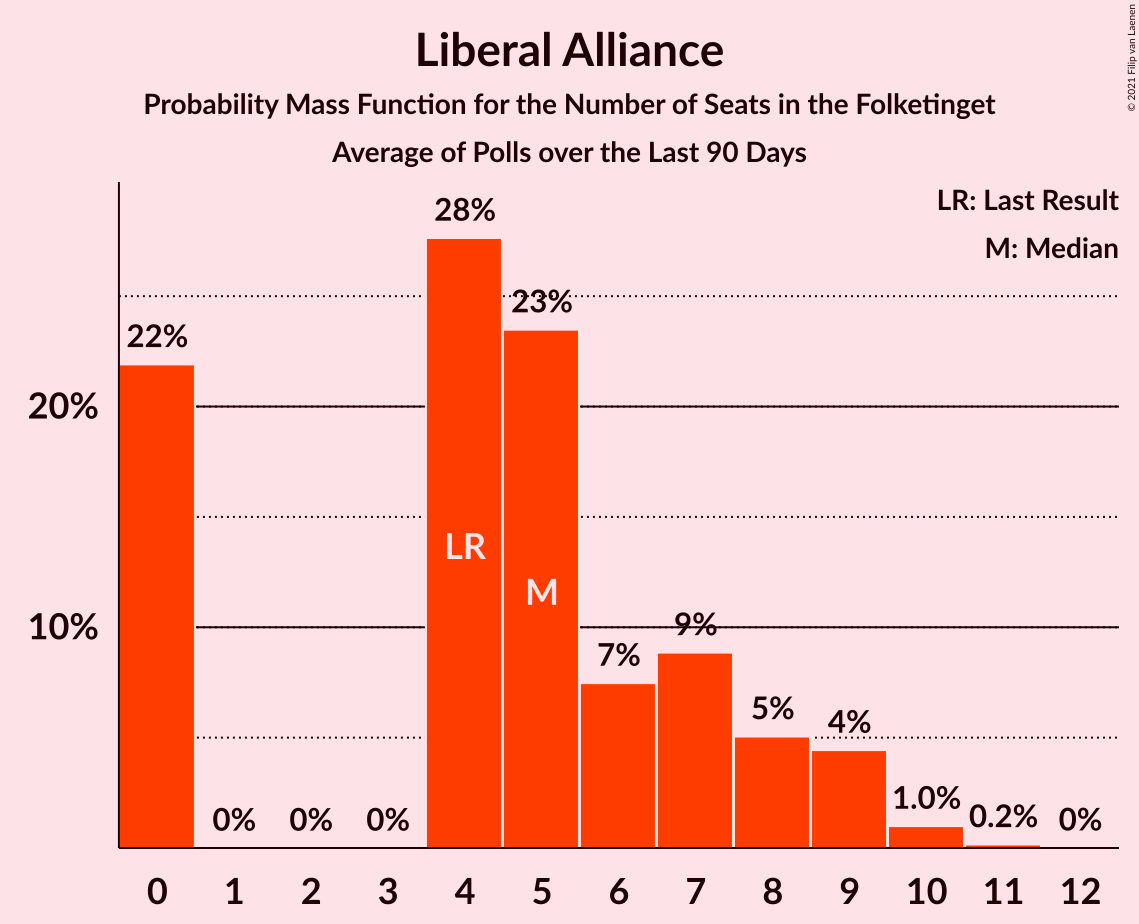 Liberal Alliance
Probability Mass Function for the Number of Seats in the Folketinget
Average of Polls over the Last 90 Days
© 2021 Filip van Laenen
LR: Last Result
M: Median
28%
23%
22%
20%
LR
M
10%
9%
7%
5%
4%
1.0%
0.2%
0%
0%
0%
0%
0 1 2 3 4 5 6 7 8 9 10 11 12